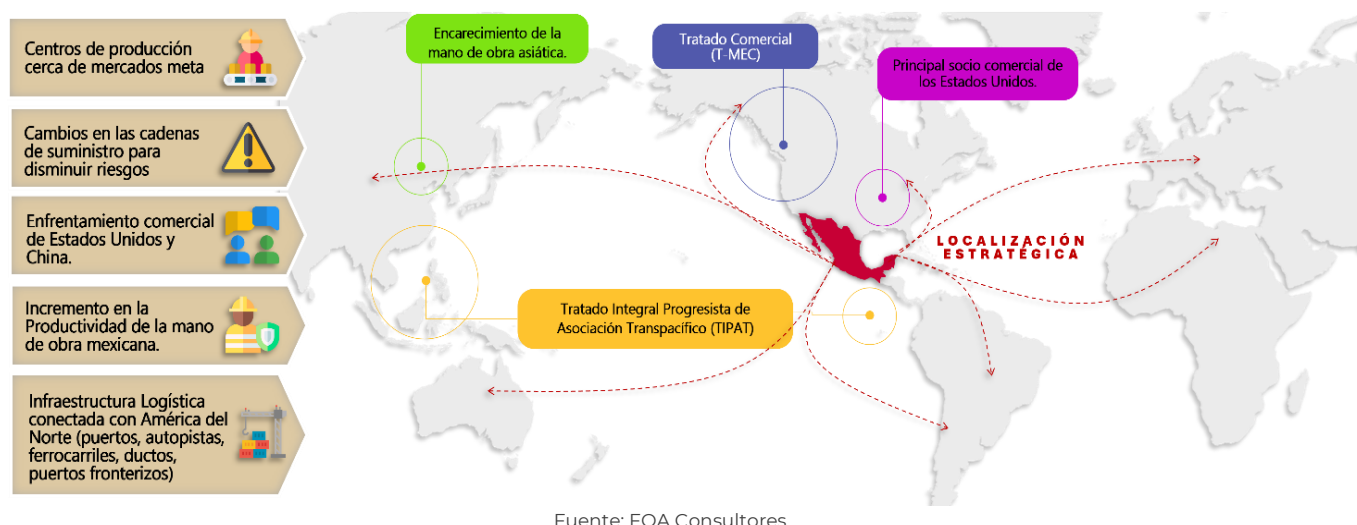 Centros de producción
cerca de mercados meta
Cambios en las cadenas
de suministro para
disminuir riesgos
Enfrentamiento comercial
de Estados Unidos y
China.
Incremento en la
Productividad de la mano
de obra mexicana.
Infraestructura Logística
conectada con América del
Norte (puertos, autopistas,
ferrocarriles, ductos,
puertos fronterizos)
Encarecimiento de la
mano de obra asiática.
Tratado Comercial
(T-MEC)
Principal socio comercial de
los Estados Unidos.
LOCALIZACIÓN
ESTRATÉGICA
Tratado Integral Progresista de
Asociación Transpacífico (TIPAT)
Fuente: FOA Consultores